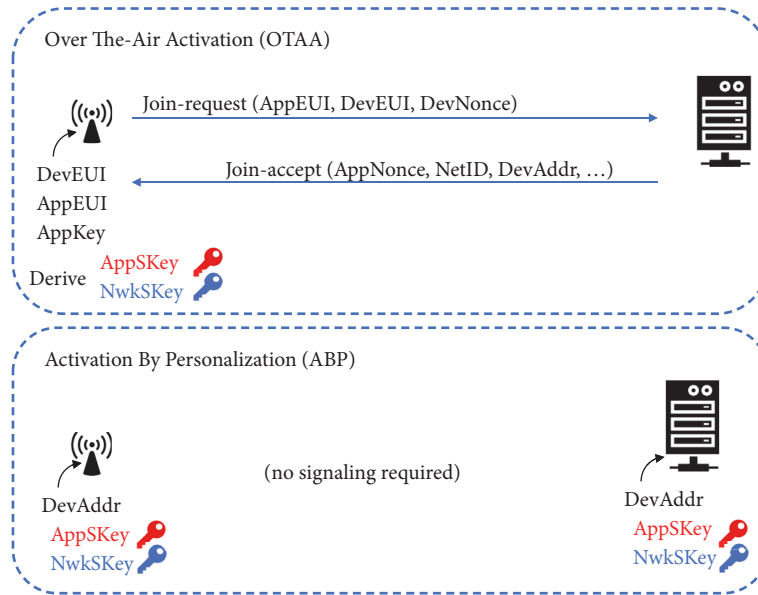 Over The-Air Activation (OTAA)
Join-request (AppEUI, DevEUI, DevNonce)
Join-accept (AppNonce, NetID, DevAddr, …)
DevEUI
AppEUI
AppKey
Derive
AppSKey
NwkSKey
Activation By Personalization (ABP)
(no signaling required)
DevAddr
AppSKey
NwkSKey
DevAddr
AppSKey
NwkSKey